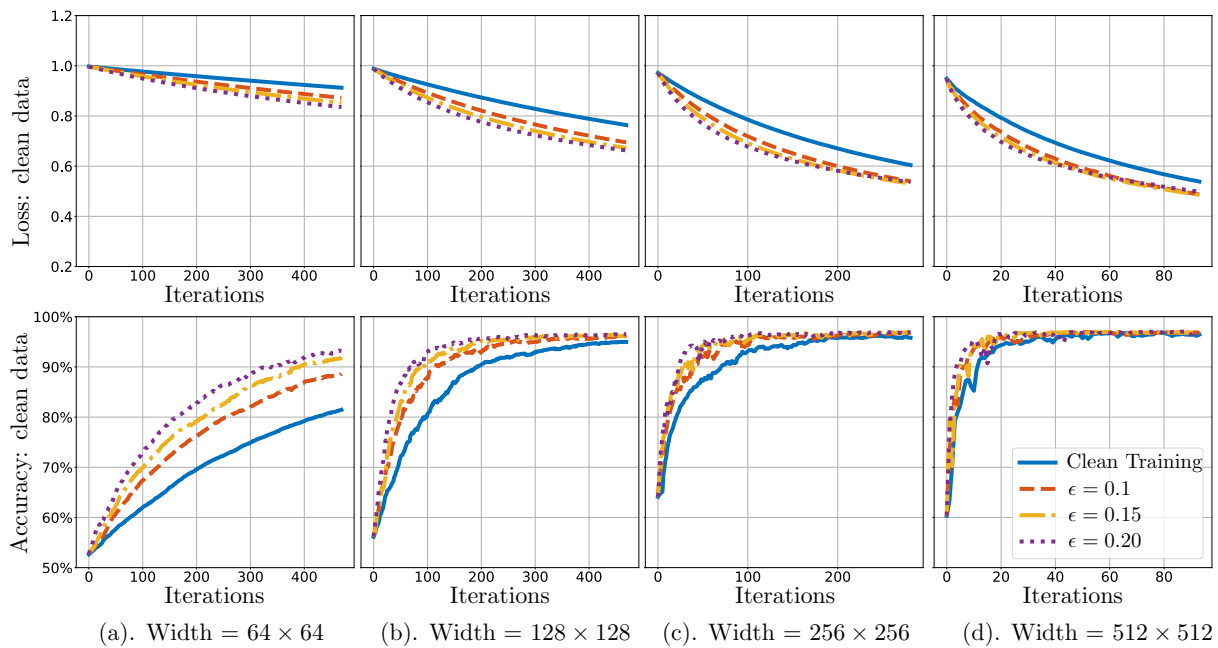 Loss: clean data
1.2
1.0
0.8
0.6
0.4
0.2
0 100 200 300 400
0 100 200 300 400
0 100 200
0 20 40 60 80
Iterations Iterations Iterations Iterations
Accuracy: clean data
100%
90%
80%
70%
60%
50%
Clean Training
ϵ = 0.1
ϵ = 0.15
ϵ = 0.20
0 100 200 300 400
0 100 200 300 400
0 100 200
0 20 40 60 80
Iterations Iterations Iterations Iterations
(a). Width = 64 × 64
(b). Width = 128 × 128
(c). Width = 256 × 256
(d). Width = 512 × 512